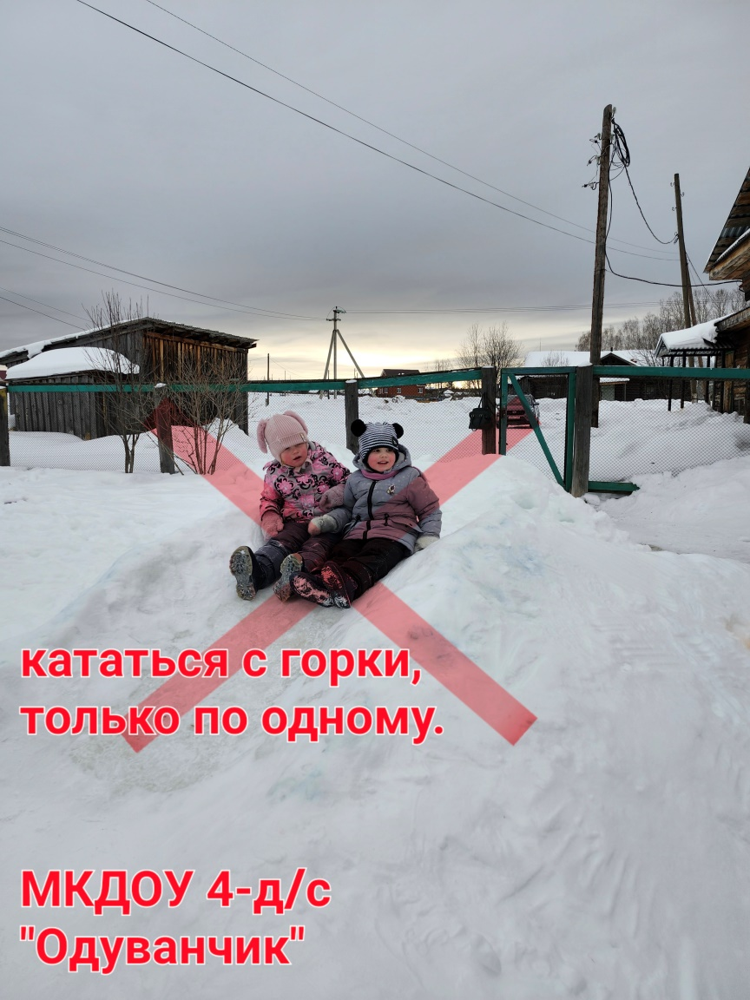 кататься с горки,
только по одному.
МКДОУ 4-д/с
"Одуванчик"